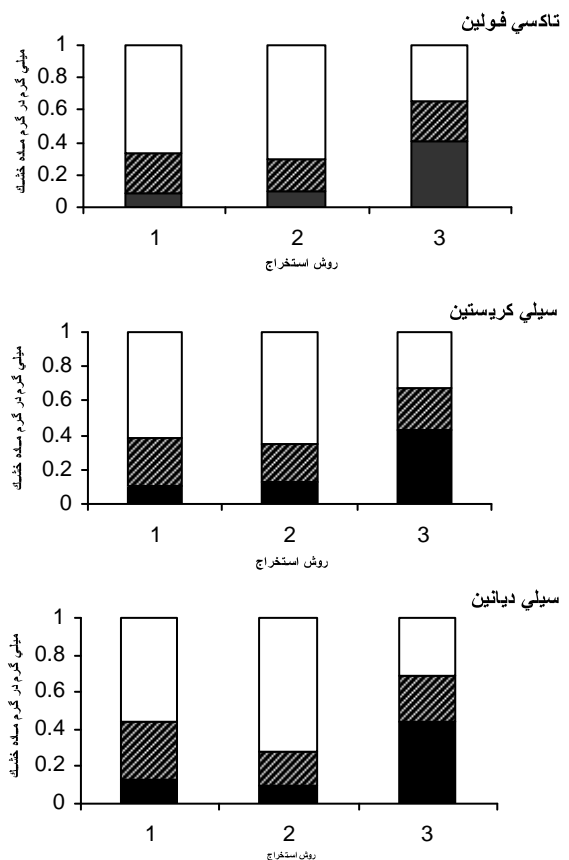 تاكسي فولين
ميلي گرم در گرم ماده خشك
1
0.8
0.6
0.4
0.2
0
1 2 3
روش استخراج
سيلي كريستين
ميلي گرم در گرم ماده خشك
1
0.8
0.6
0.4
0.2
0
1 2 3
روش استخراج
سيلي ديانين
ميلي گرم در گرم ماده خشك
1
0.8
0.6
0.4
0.2
0
1 2 3
روش استخراج